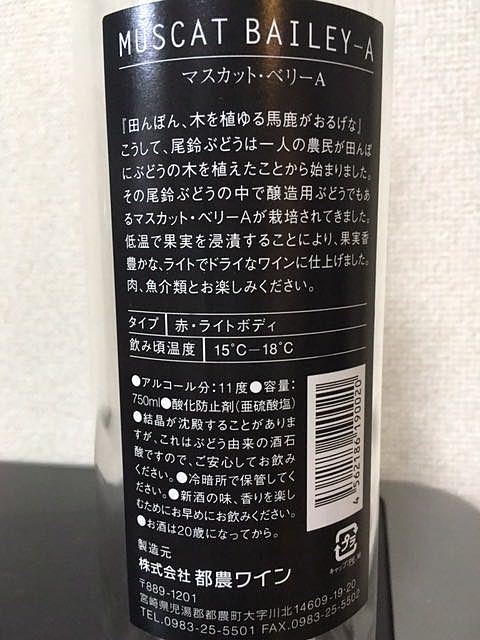 MUSCAT BAILEY-A
マスカット・ベリーA
『田んぼん、木を植ゆる馬鹿がおるげな』
こうして、尾鈴ぶどうは一人の農民が田んぼ
にぶどうの木を植えたことから始まりました。
その尾鈴ぶどうの中で醸造用ぶどうでもあ
るマスカット・ベリーAが栽培されてきました。
低温で果実を浸漬することにより、果実香
豊かな、ライトでドライなワインに仕上げました。
肉、魚介類とお楽しみください。
タイプ 赤・ライトボディ
飲み頃温度 15℃―18℃
●アルコール分:11度●容量:
750ml●酸化防止剤(亜硫酸塩)
●結晶が沈殿することがありま
すが、これはぶどう由来の酒石
酸ですので、ご安心してお飲み
ください。●冷暗所で保管してく
ださい。●新酒の味、香りを楽し
むためにお早めにお飲みください。
●お酒は20歳になってから。
4 562186 190020
プラ
キャップ、
製造元
株式会社 都農ワイン
〒889-1201
宮崎県児湯郡都農町大字川北14609-19-20
TEL.0983-25-5501 FAX.0983-25-5502